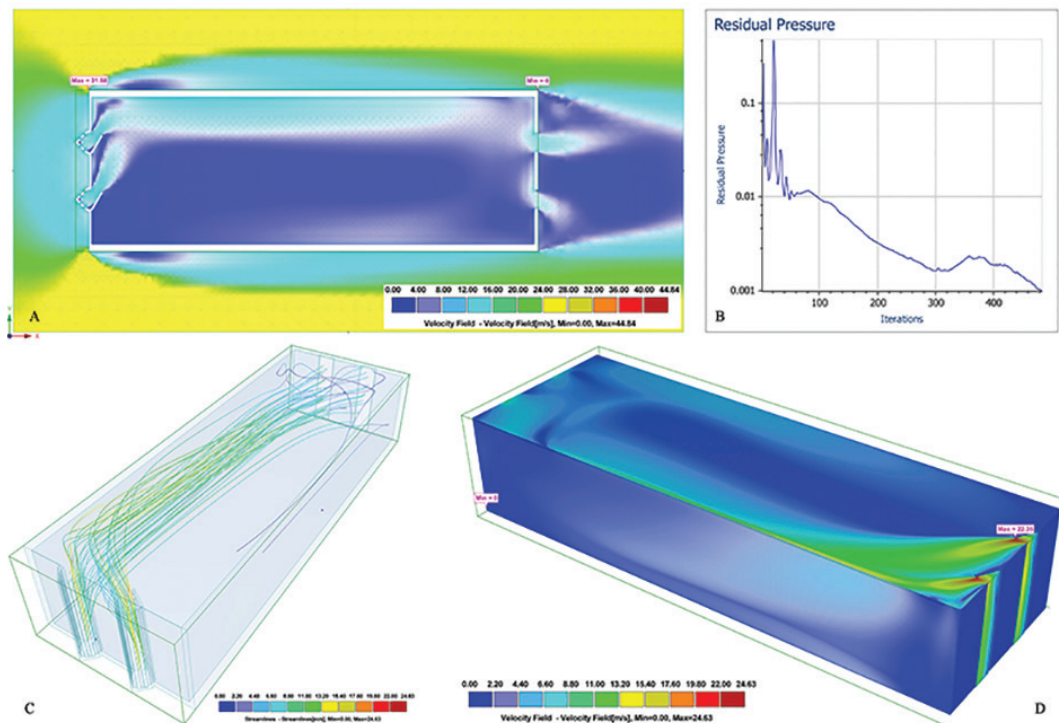 Residual Pressure
Max = 31.58
Min = 0
0.1
Residual Pressure
0.01
0.00 4.00 8.00 12.00 16.00 20.00 24.00 28.00 32.00 36.00 40.00 44.84
Velocity Field - Velocity Field[m/s], Min=0.00, Max=44.84
A
Y
X
0.001
100 200 300 400
Iterations
B
Min = 0
Max = 22.35
0.00 2.20 4.40 6.60 8.80 11.00 13.20 15.40 17.60 19.80 22.00 24.63
Streamlines - Streamlines[m/s], Min=0.00, Max=24.63
C
0.00 2.20 4.40 6.60 8.80 11.00 13.20 15.40 17.60 19.80 22.00 24.63
Velocity Field - Velocity Field[m/s], Min=0.00, Max=24.63
D